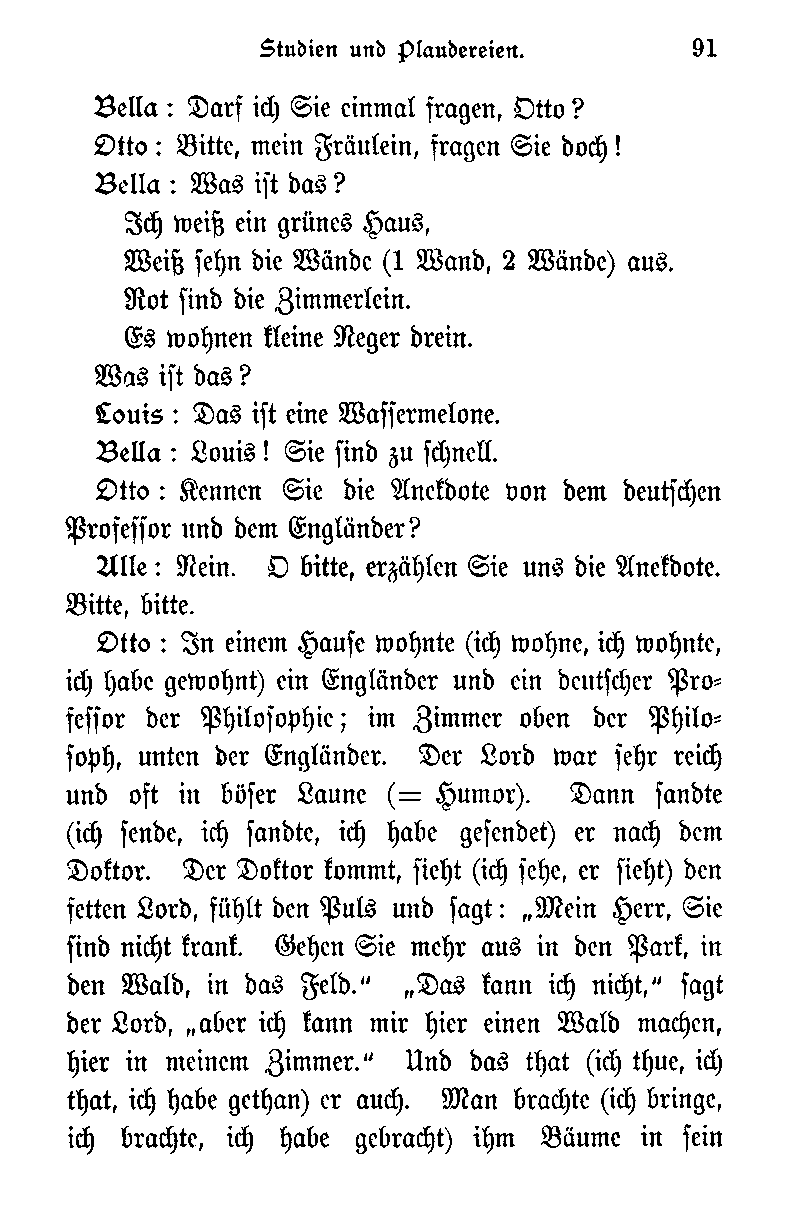 Studien und Plaudereien. 91
Bella: Darf ich Sie einmal fragen, Otto?
Otto: Bitte, mein Fräulein, fragen Sie doch!
Bella: Was ist das?
Ich weiß ein grünes Haus,
Weiß sehn die Wände (1 Wand, 2 Wände) aus.
Rot sind die Zimmerlein.
Es wohnen kleine Neger drein.
Was ist das?
Louis: Das ist eine Wassermelone.
Bella: Louis! Sie sind zu schnell.
Otto: Kennen Sie die Anekdote von dem deutschen
Professor und dem Engländer?
Alle: Nein. O bitte, erzählen Sie uns die Anekdote.
Bitte, bitte.
Otto: In einem Hause wohnte (ich wohne, ich wohnte,
ich habe gewohnt) ein Engländer und ein deutscher Pro-
fessor der Philosophie; im Zimmer oben der Philo-
soph, unten der Engländer. Der Lord war sehr reich
und oft in böser Laune (= Humor). Dann sandte
(ich sende, ich sandte, ich habe gesendet) er nach dem
Doktor. Der Doktor kommt, sieht (ich sehe, er sieht) den
fetten Lord, fühlt den Puls und sagt: „Mein Herr, Sie
sind nicht krank. Gehen Sie mehr aus in den Park, in
den Wald, in das Feld." „Das kann ich nicht," sagt
der Lord, „aber ich kann mir hier einen Wald machen,
hier in meinem Zimmer." Und das that (ich thue, ich
that, ich habe gethan) er auch. Man brachte (ich bringe,
ich brachte, ich habe gebracht) ihm Bäume in sein